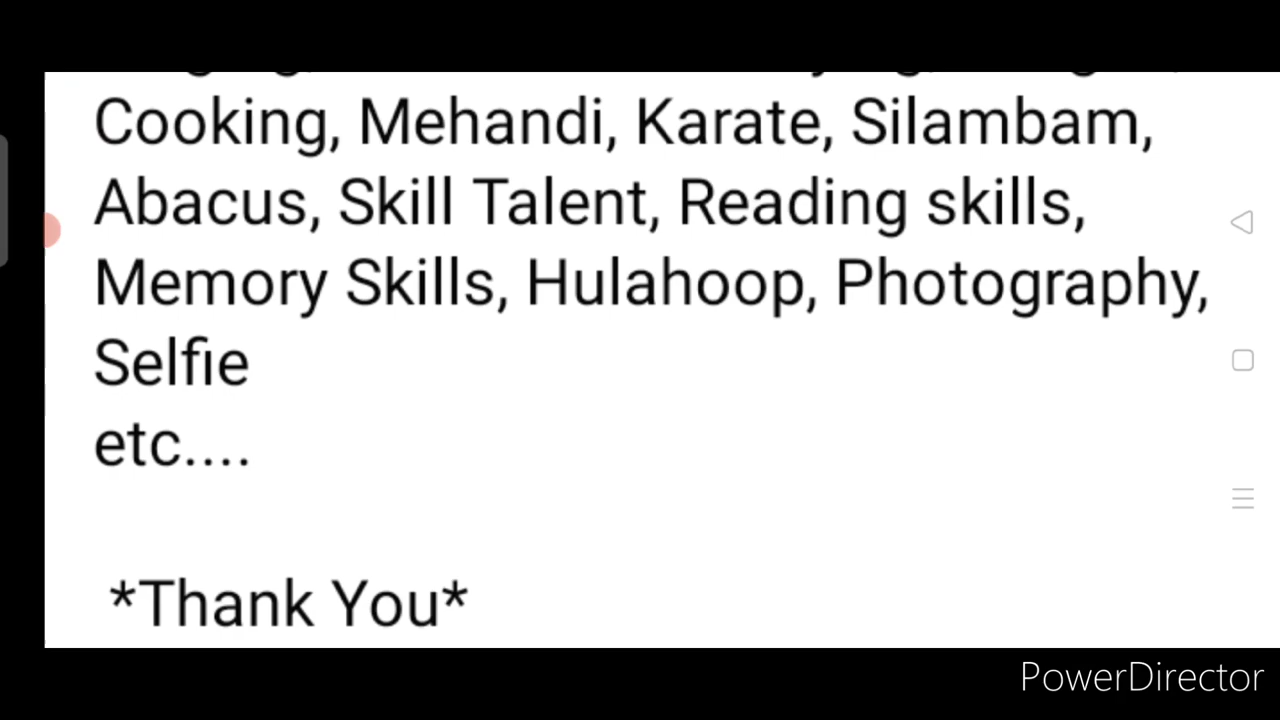 Cooking, Mehandi, Karate, Silambam,
Abacus, Skill Talent, Reading skills,
Memory Skills, Hulahoop, Photography,
Selfie
etc....
*Thank You*
PowerDirector